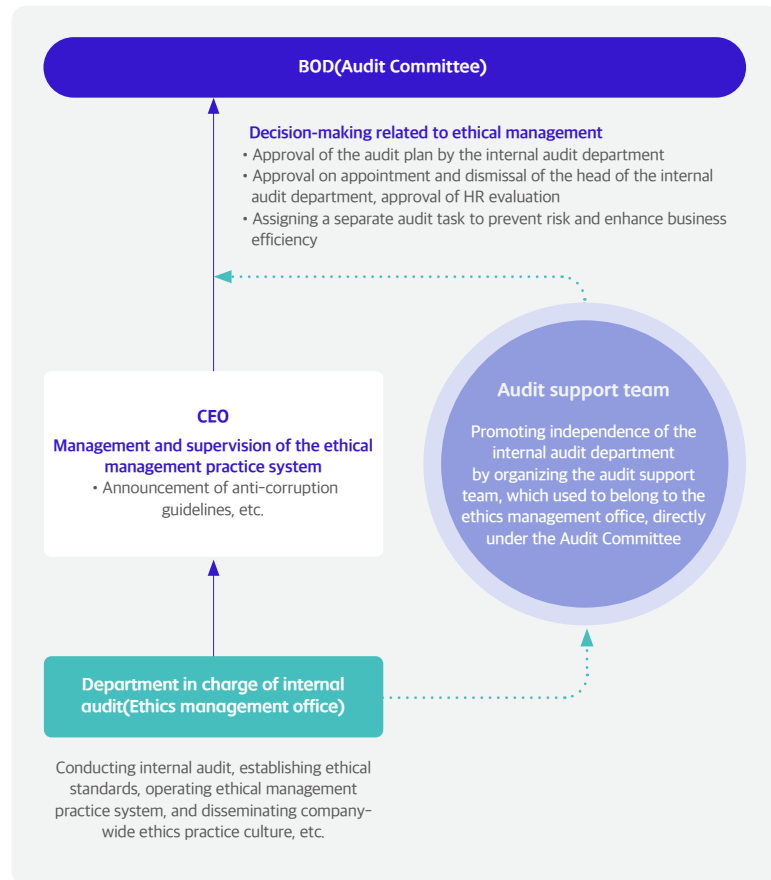 BOD(Audit Committee)
Decision-making related to ethical management
• Approval of the audit plan by the internal audit department
• Approval on appointment and dismissal of the head of the internal
audit department, approval of HR evaluation
• Assigning a separate audit task to prevent risk and enhance business
efficiency
CEO
Management and supervision of the ethical
management practice system
• Announcement of anti-corruption
guidelines, etc.
Audit support team
Promoting independence of the
internal audit department
by organizing the audit support
team, which used to belong to the
ethics management office, directly
under the Audit Committee
Department in charge of internal
audit(Ethics management office)
Conducting internal audit, establishing ethical
standards, operating ethical management
practice system, and disseminating company-
wide ethics practice culture, etc.